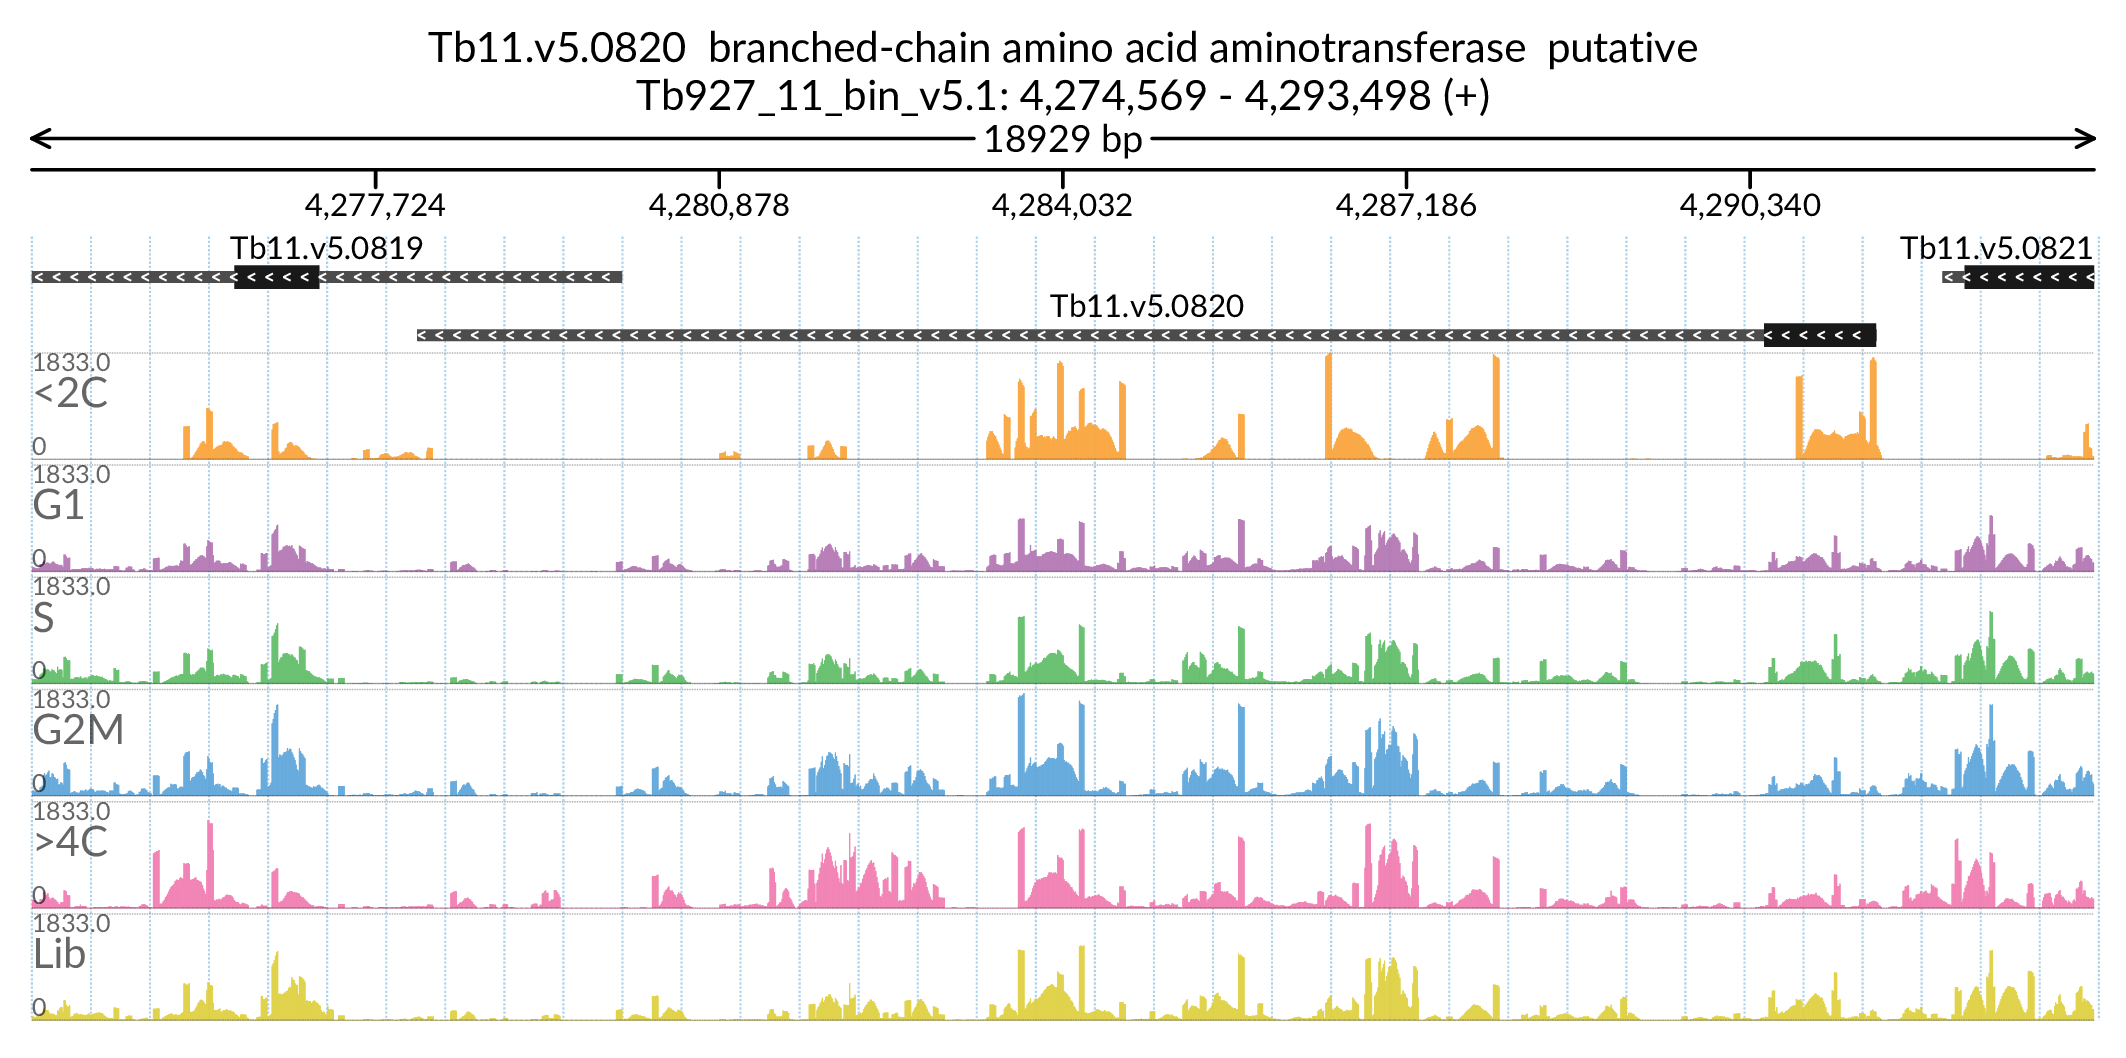 Tb11.v5.0820 branched-chain amino acid aminotransferase putative
Tb927_11_bin_v5.1: 4,274,569 - 4,293,498 (+)
18929 bp
4,277,724 4,280,878 4,284,032 4,287,186 4,290,340
Tb11.v5.0819 Tb11.v5.0821
Tb11.v5.0820
1833.0
<2C
0
1833.0
G1
0
1833.0
S
0
1833.0
G2M
0
1833.0
>4C
0
1833.0
Lib
0